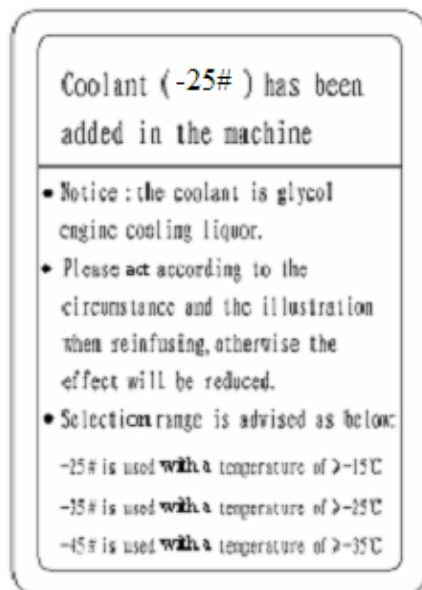 Coolant ( -25# ) has been
added in the machine
• Notice : the coolant is glycol
engine cooling liquor.
• Please act according to the
circumstance and the illustration
when reinfusing, otherwise the
effect will be reduced.
• Selection range is advised as below:
-25# is used with a temperature of >-15℃
-35# is used with a temperature of >-25℃
-45# is used with a temperature of >-35℃